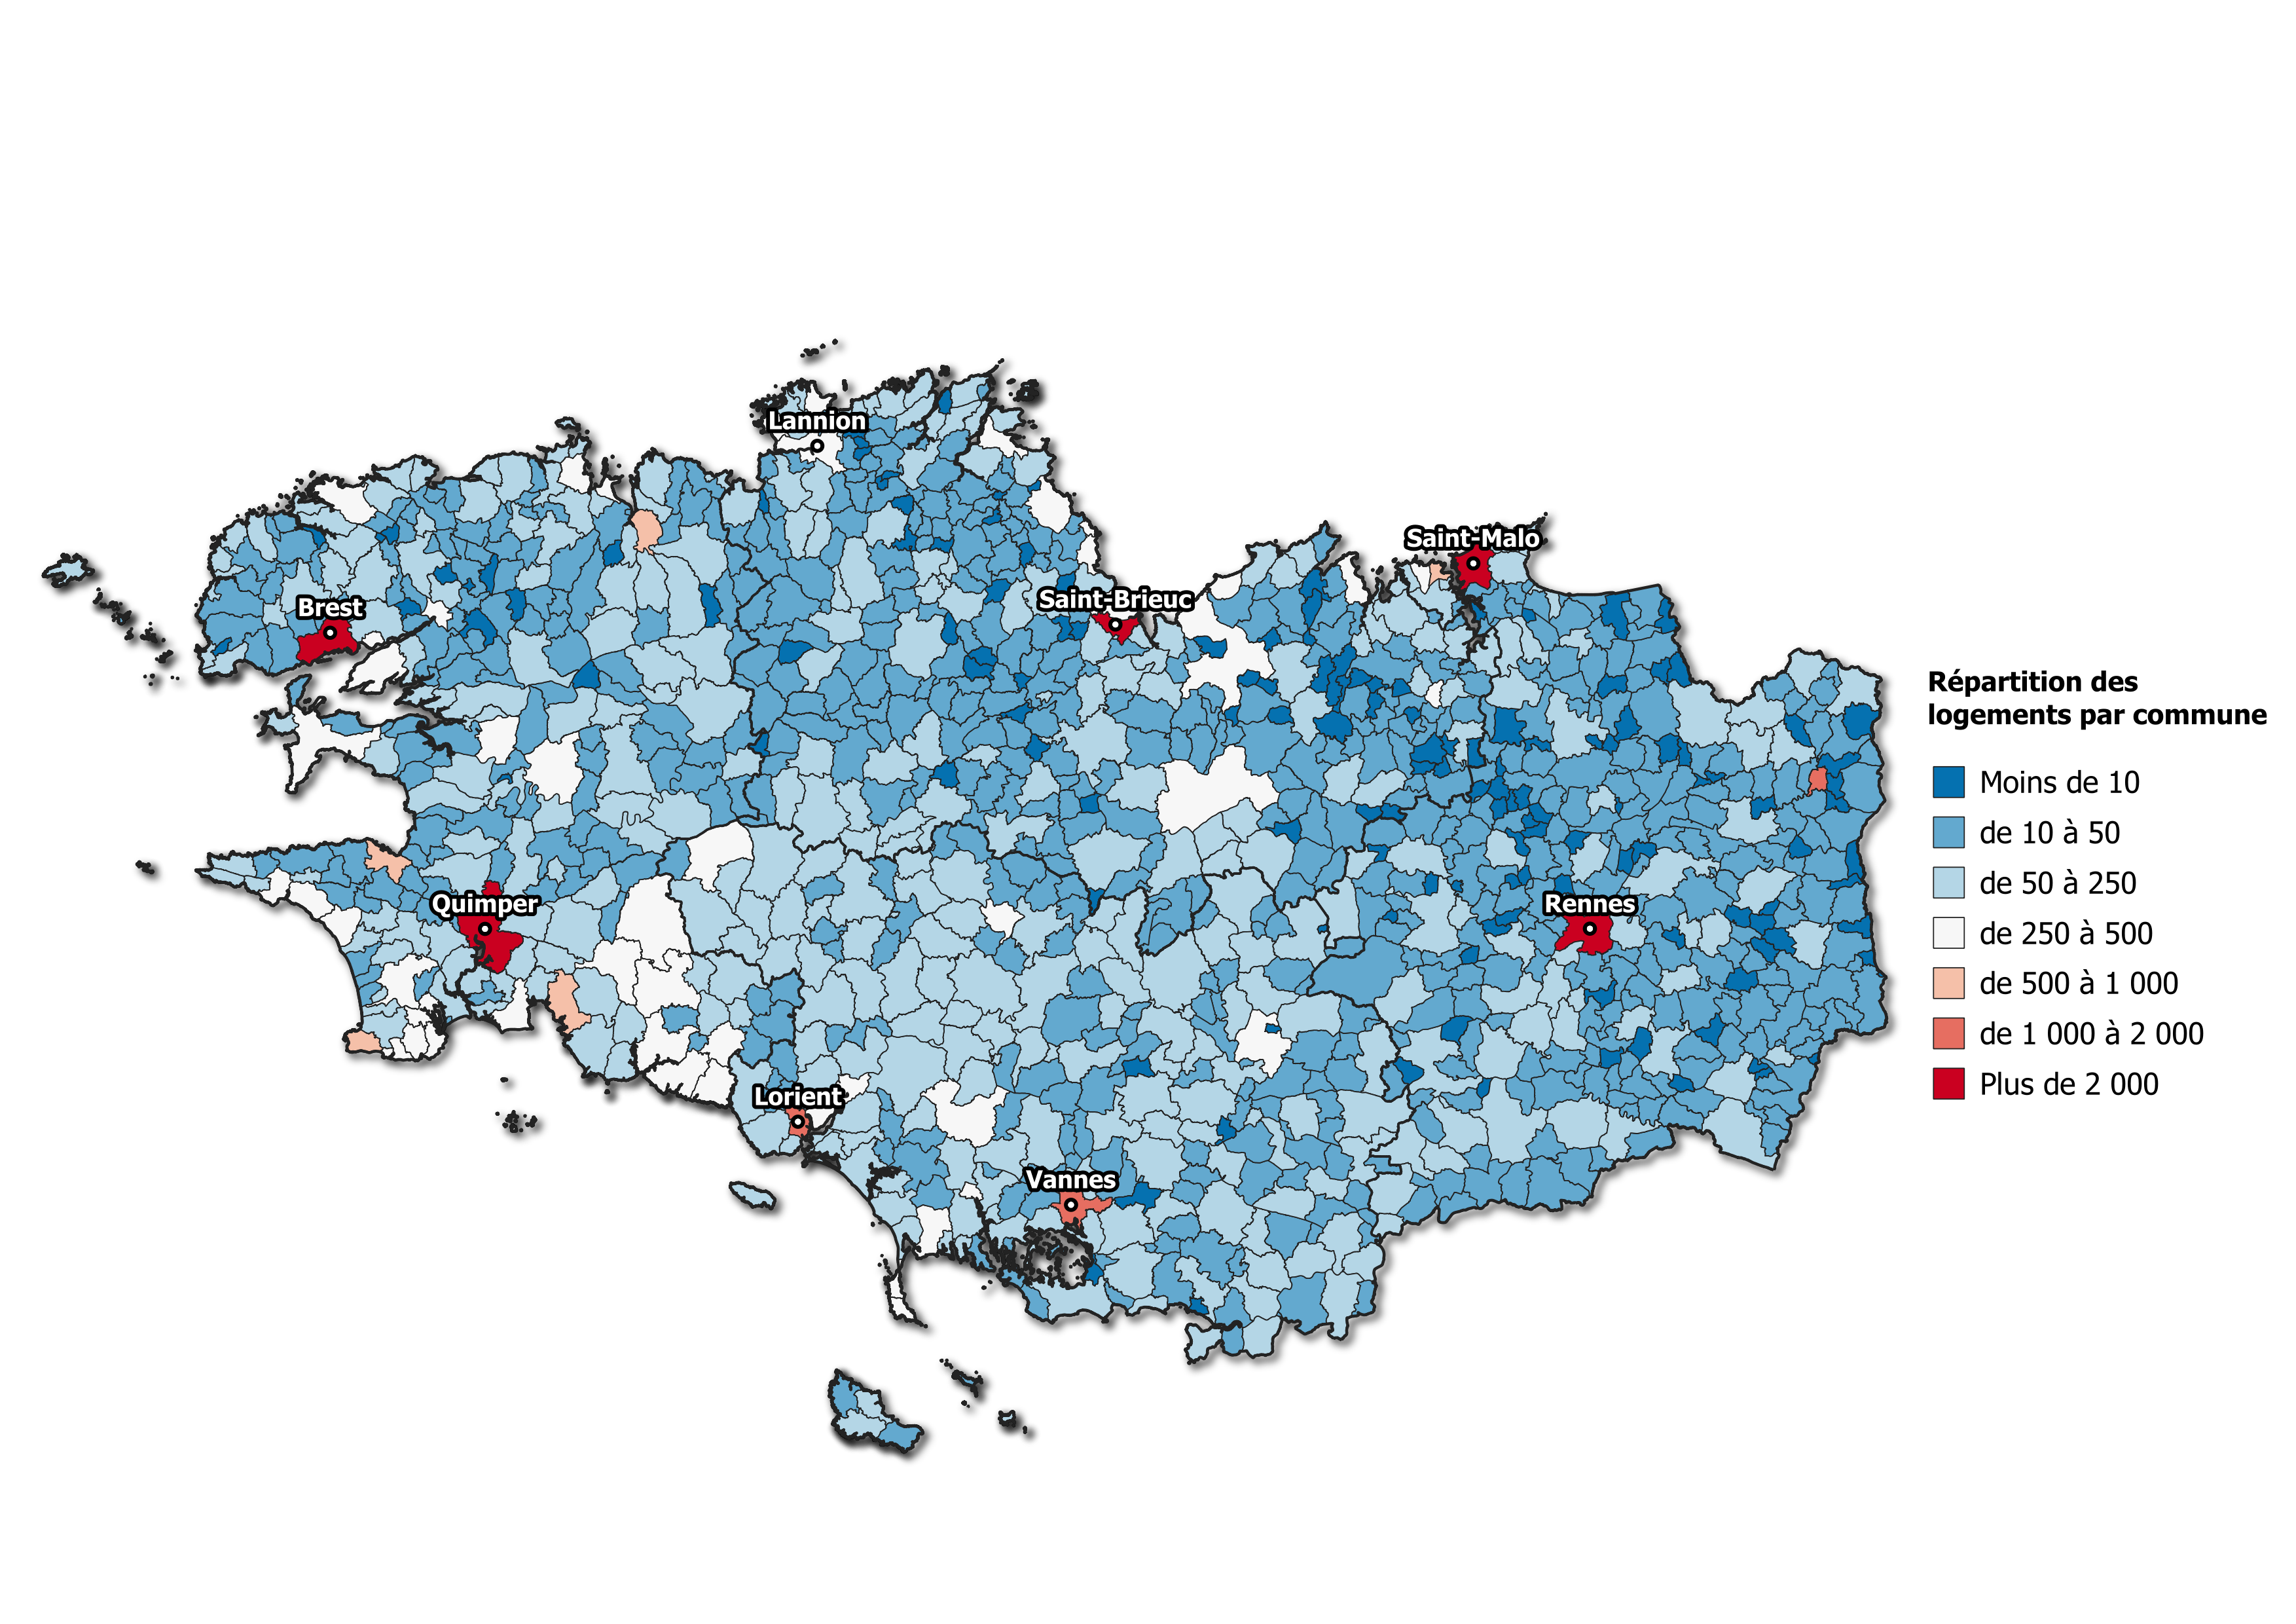 Lannion
Saint-Malo
Saint-Brieuc
Brest
Quimper
Rennes
Lorient
Vannes
Répartition des
logements par commune
Moins de 10
de 10 à 50
de 50 à 250
de 250 à 500
de 500 à 1 000
de 1 000 à 2 000
Plus de 2 000